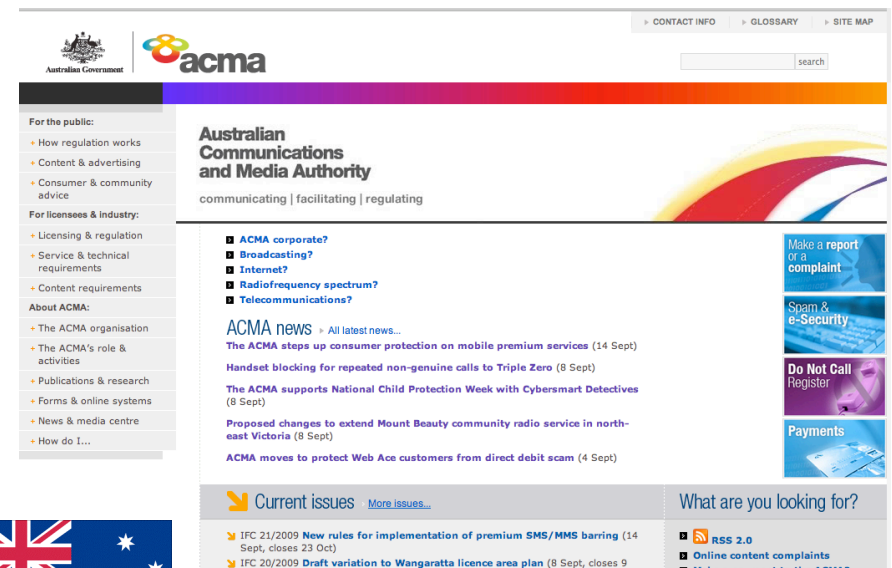 CONTACT INFO
GLOSSARY
SITE MAP
Australian Government
acma
search
For the public:
How regulation works
Content & advertising
Consumer & community
advice
For licensees & industry:
Licensing & regulation
Service & technical
requirements
Content requirements
About ACMA:
The ACMA organisation
The ACMA's role &
activities
Publications & research
Forms & online systems
News & media centre
How do I...
Australian
Communications
and Media Authority
communicating | facilitating | regulating
ACMA corporate?
Broadcasting?
Internet?
Radiofrequency spectrum?
Telecommunications?
ACMA news All latest news...
The ACMA steps up consumer protection on mobile premium services (14 Sept)
Handset blocking for repeated non-genuine calls to Triple Zero (8 Sept)
The ACMA supports National Child Protection Week with Cybersmart Detectives
(8 Sept)
Proposed changes to extend Mount Beauty community radio service in north-
east Victoria (8 Sept)
ACMA moves to protect Web Ace customers from direct debit scam (4 Sept)
Make a report
or a
complaint
Spam &
e-Security
Do Not Call
Register
Payments
Current issues More issues...
IFC 21/2009 New rules for implementation of premium SMS/MMS barring (14
Sept, closes 23 Oct)
IFC 20/2009 Draft variation to Wangaratta licence area plan (8 Sept, closes 9
What are you looking for?
RSS 2.0
Online content complaints